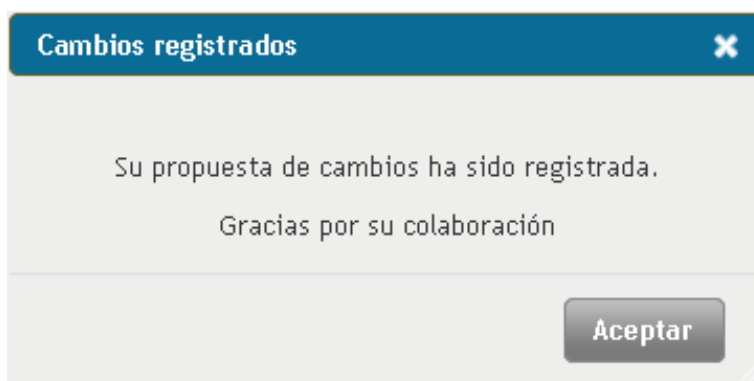 Cambios registrados
Su propuesta de cambios ha sido registrada.
Gracias por su colaboración
Aceptar